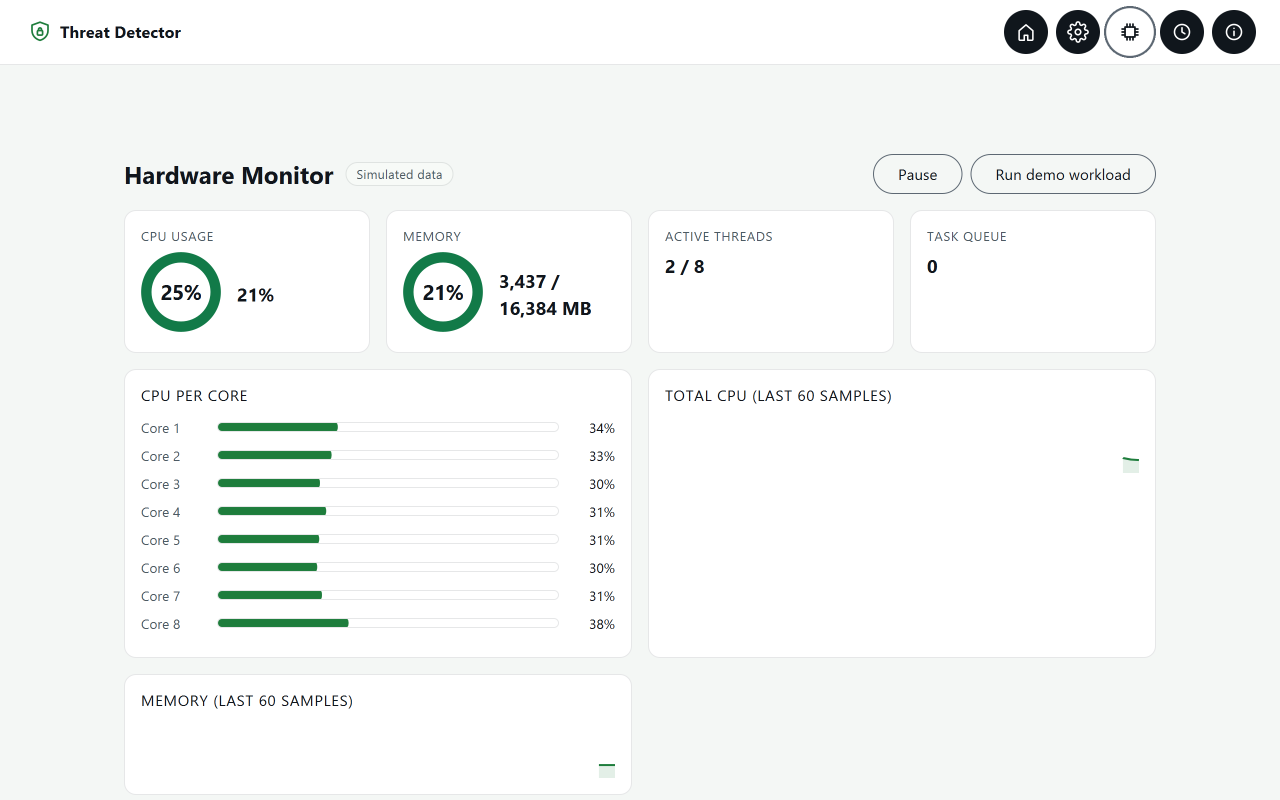 Threat Detector
Hardware Monitor
Simulated data
Pause
Run demo workload
CPU USAGE
25%
21%
MEMORY
21%
3,437 /
16,384 MB
ACTIVE THREADS
2 / 8
TASK QUEUE
0
CPU PER CORE
Core 1 34%
Core 2 33%
Core 3 30%
Core 4 31%
Core 5 31%
Core 6 30%
Core 7 31%
Core 8 38%
TOTAL CPU (LAST 60 SAMPLES)
MEMORY (LAST 60 SAMPLES)